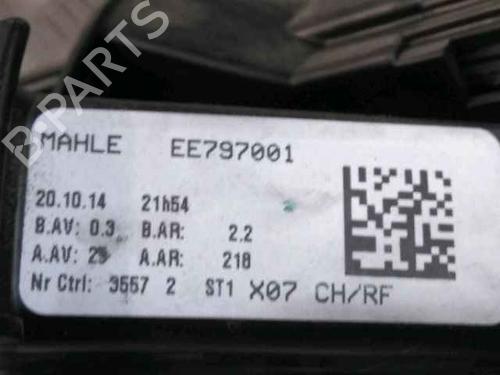 B-PARTS
MAHLE EE797001
20.10.14 21h54
B.AV: 0.3 B.AR: 2.2
A.AV: A.AR: 218
Nr Ctrl: 3557 2 ST1 X07 CH/RF